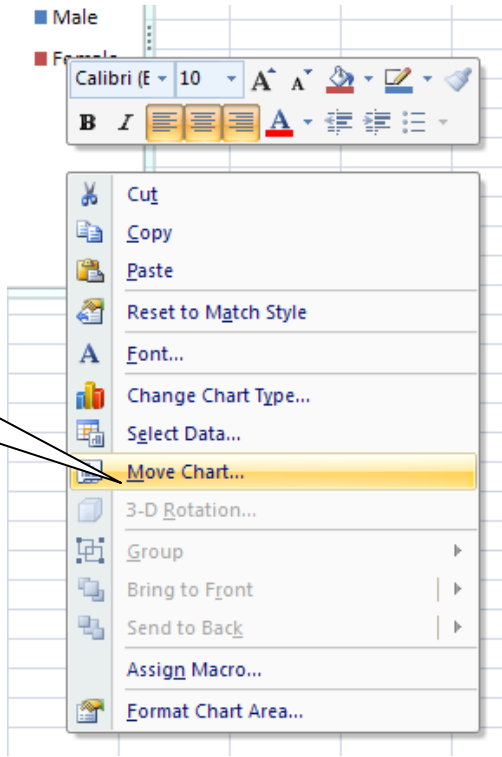 Male
Female
Calibri (E 10 A A
B I A
Cut
Copy
Paste
Reset to Match Style
A Font...
Change Chart Type...
Select Data...
Move Chart...
3-D Rotation...
Group
Bring to Front
Send to Back
Assign Macro...
Format Chart Area...